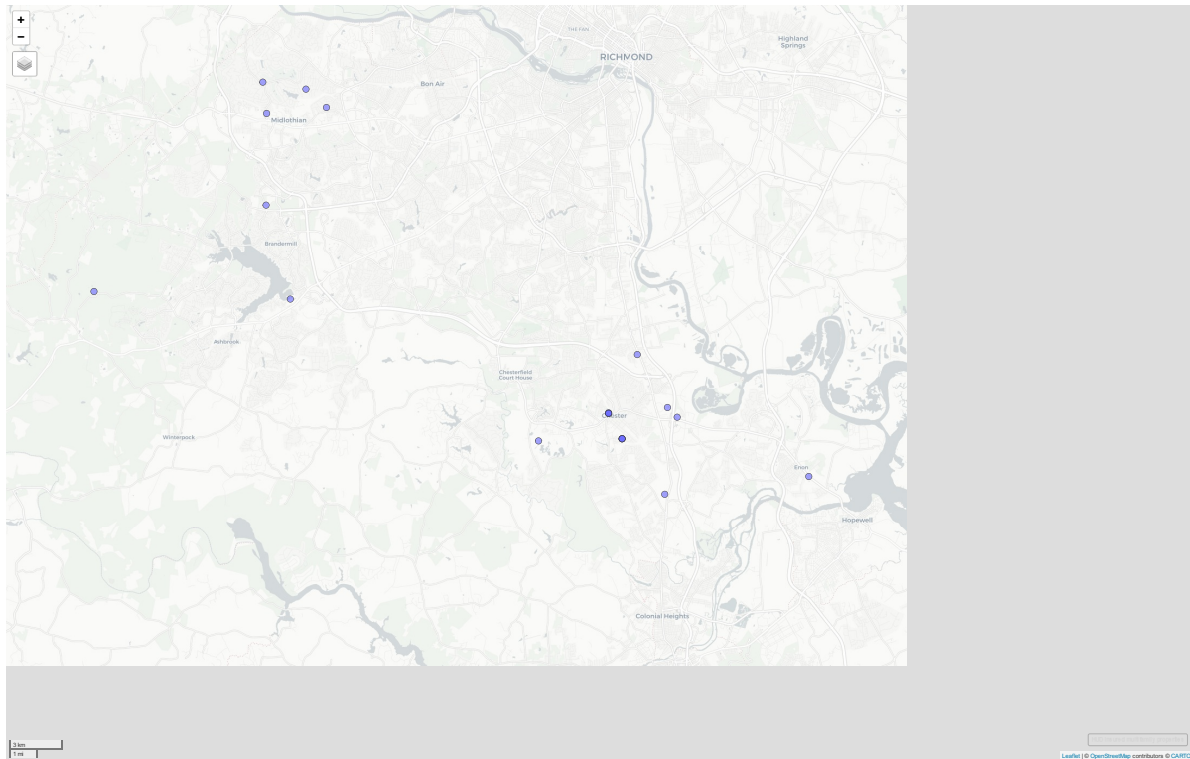 +
−
THE FAN
RICHMOND
Highland
Springs
Bon Air
Midlothian
Brandermill
Ashbrook
Chesterfield
Court House
Winterpock
Enon
Hopewell
Colonial Heights
3 km
1 mi
Leaflet | © OpenStreetMap contributors © CARTO